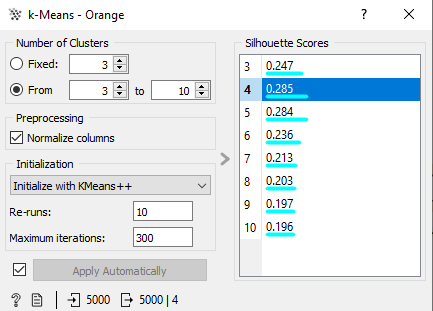 k-Means - Orange
Number of Clusters
Fixed: 3
From 3 to 10
Preprocessing
Normalize columns
Initialization
Initialize with KMeans++
Re-runs: 10
Maximum iterations: 300
Apply Automatically
5000 5000 | 4
Silhouette Scores
3 0.247
4 0.285
5 0.284
6 0.236
7 0.213
8 0.203
9 0.197
10 0.196